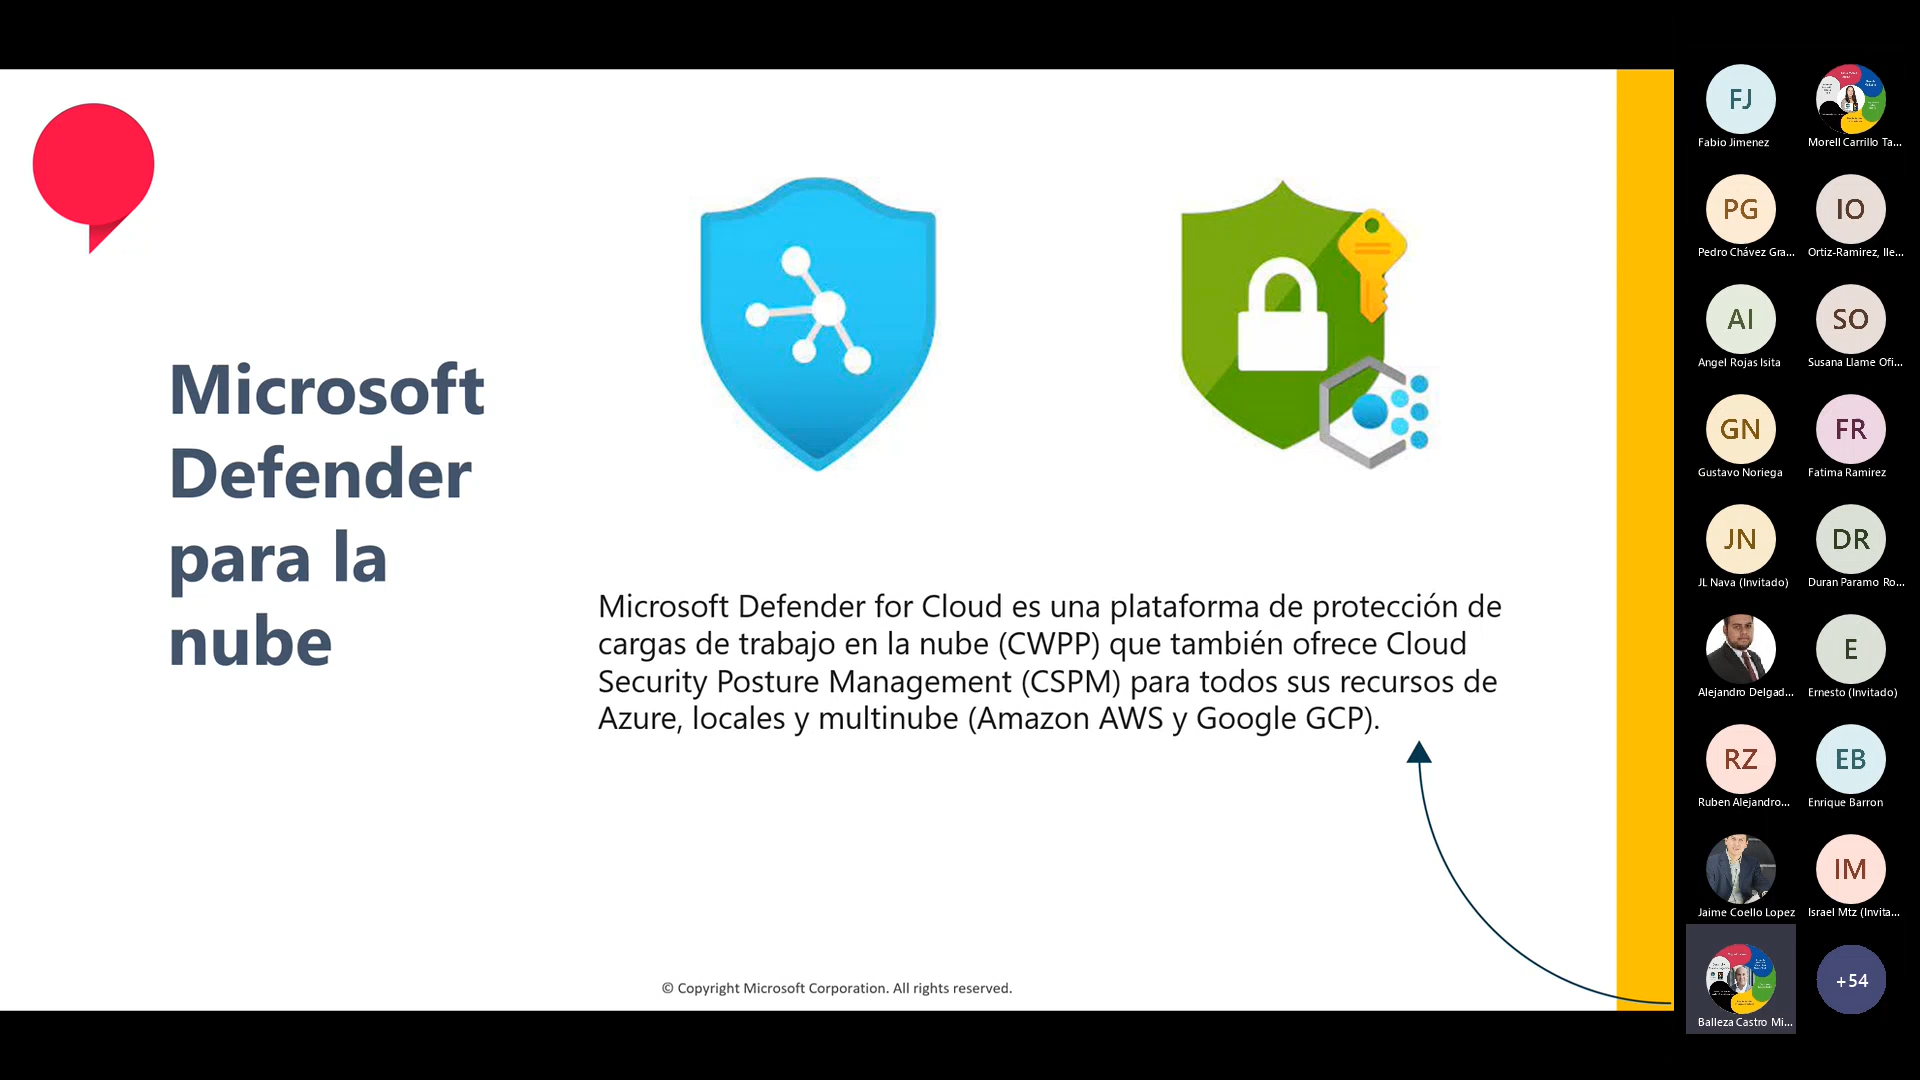 Microsoft
Defender
para la
nube
Microsoft Defender for Cloud es una plataforma de protección de
cargas de trabajo en la nube (CWPP) que también ofrece Cloud
Security Posture Management (CSPM) para todos sus recursos de
Azure, locales y multinube (Amazon AWS y Google GCP).
© Copyright Microsoft Corporation. All rights reserved.
FJ
Fabio Jimenez
Morell Carrillo Ta...
PG
Pedro Chávez Gra...
IO
Ortiz-Ramirez, Ile...
AI
Angel Rojas Isita
SO
Susana Llame Ofi...
GN
Gustavo Noriega
FR
Fatima Ramirez
JN
JL Nava (Invitado)
DR
Duran Paramo Ro...
Alejandro Delgad...
E
Ernesto (Invitado)
RZ
Ruben Alejandro...
EB
Enrique Barron
Jaime Coello Lopez
IM
Israel Mtz (Invita...
Balleza Castro Mi...
+54